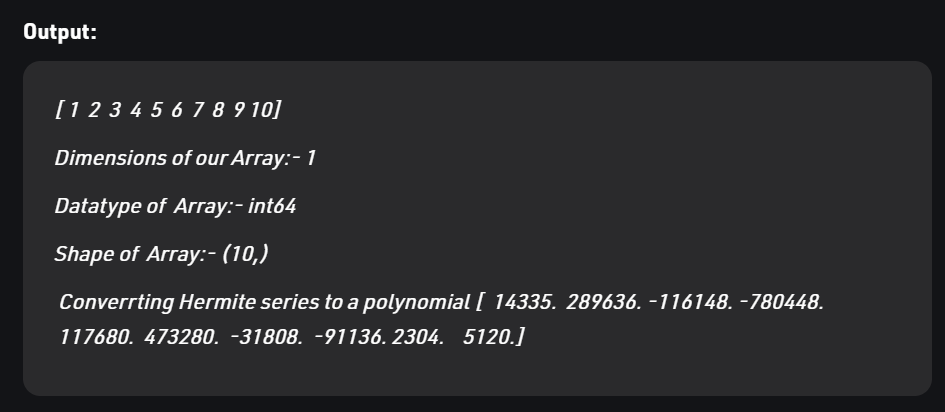 Output:
[ 1 2 3 4 5 6 7 8 9 10]
Dimensions of our Array:- 1
Datatype of Array:- int64
Shape of Array:- (10,)
Converrting Hermite series to a polynomial [ 14335. 289636. -116148. -780448.
117680. 473280. -31808. -91136. 2304. 5120.]